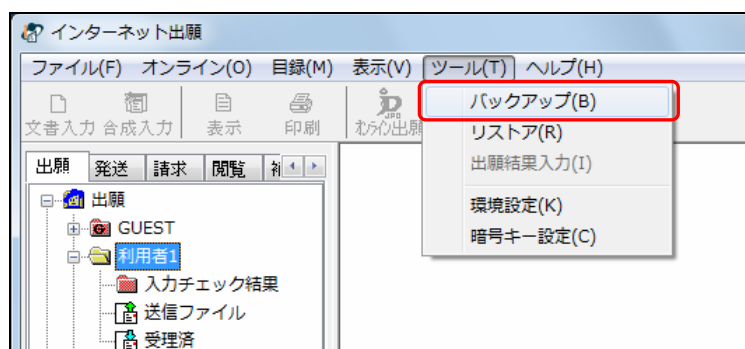 インターネット出願
ファイル(F) オンライン(O) 目録(M) 表示(V) ツール(T) ヘルプ(H)
文書入力 合成入力 表示 印刷 オンライン出願
バックアップ(B)
リストア(R)
出願結果入力(I)
環境設定(K)
暗号キー設定(C)
出願 発送 請求 閲覧
出願
GUEST
利用者1
入力チェック結果
送信ファイル
受理済